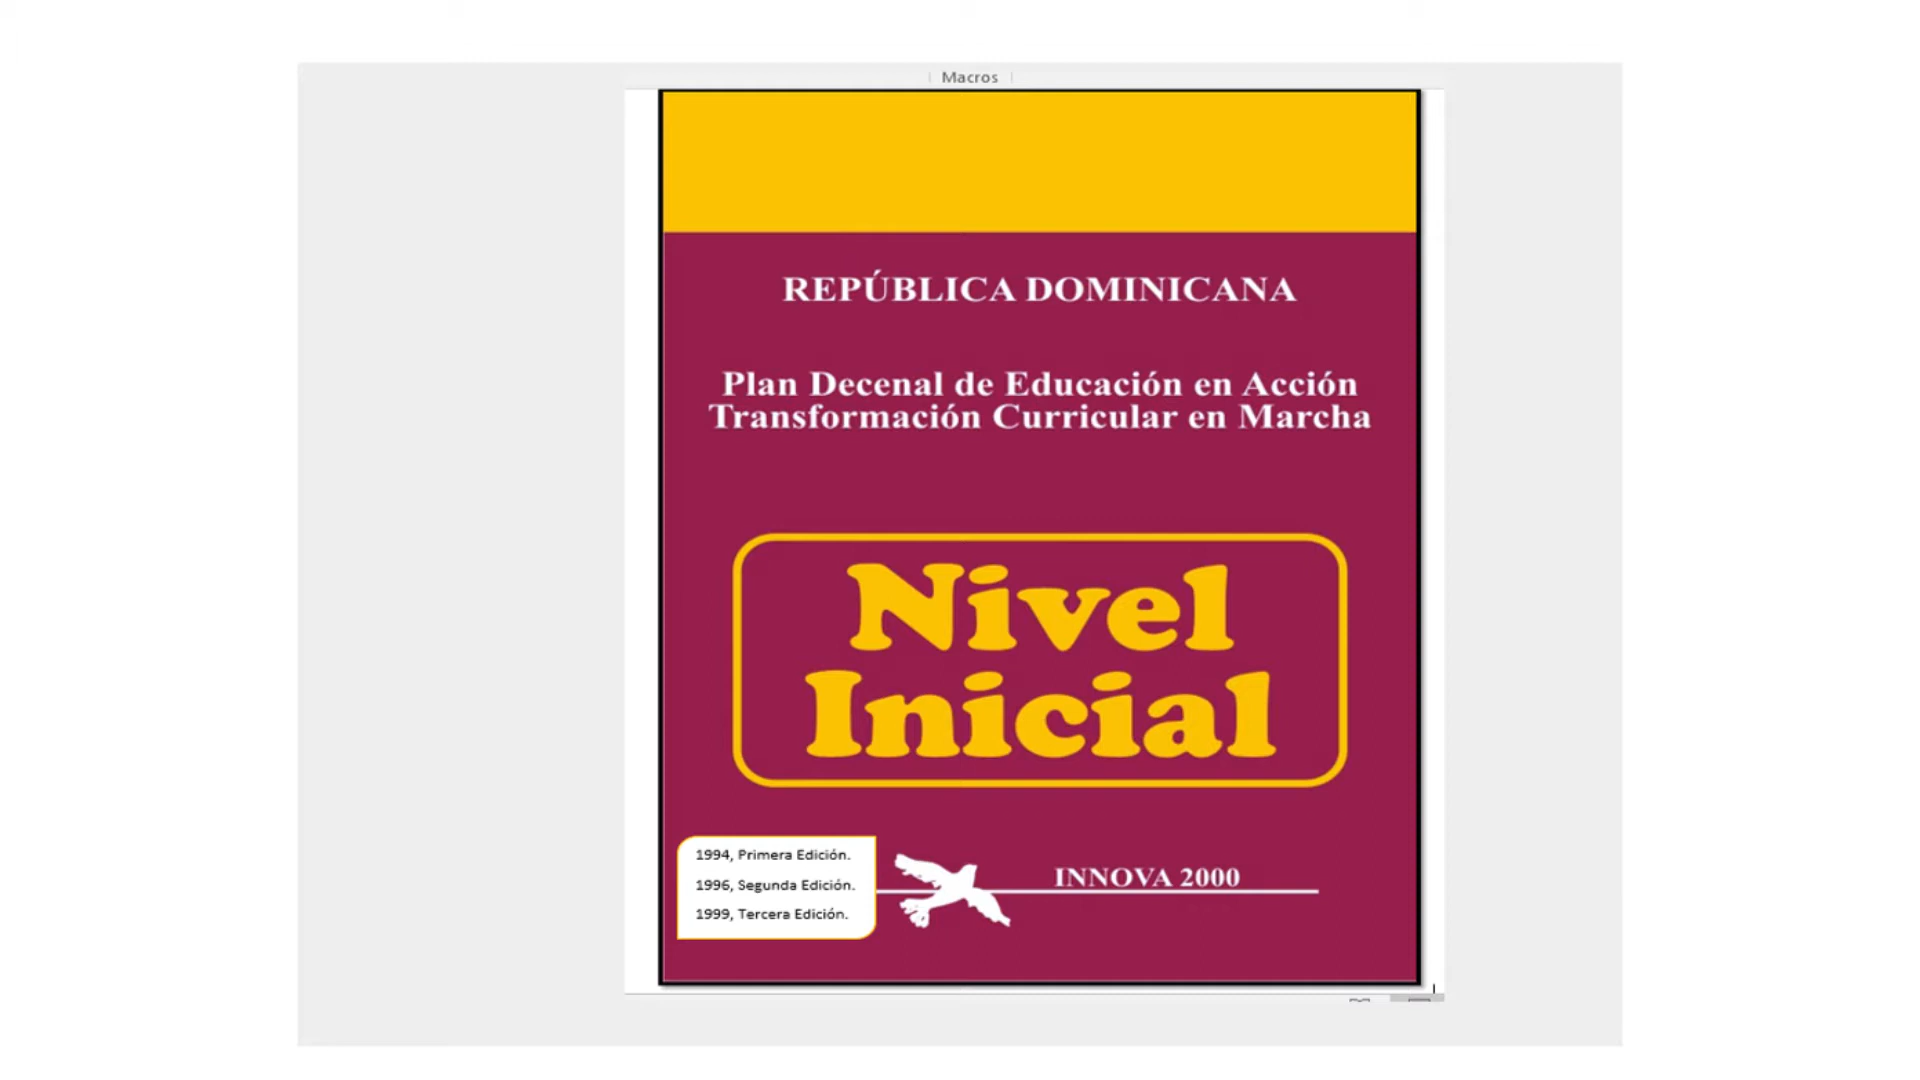 Macros
REPÚBLICA DOMINICANA
Plan Decenal de Educación en Acción
Transformación Curricular en Marcha
Nivel
Inicial
1994, Primera Edición.
1996, Segunda Edición.
1999, Tercera Edición.
INNOVA 2000